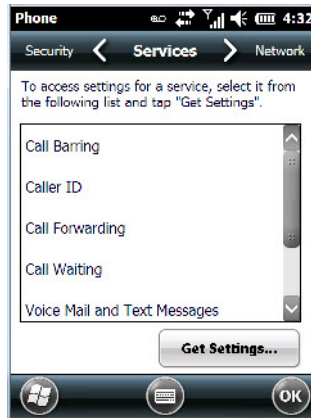 Phone 4:32
Security Services Network
To access settings for a service, select it from
the following list and tap "Get Settings".
Call Barring
Caller ID
Call Forwarding
Call Waiting
Voice Mail and Text Messages
Get Settings...
OK